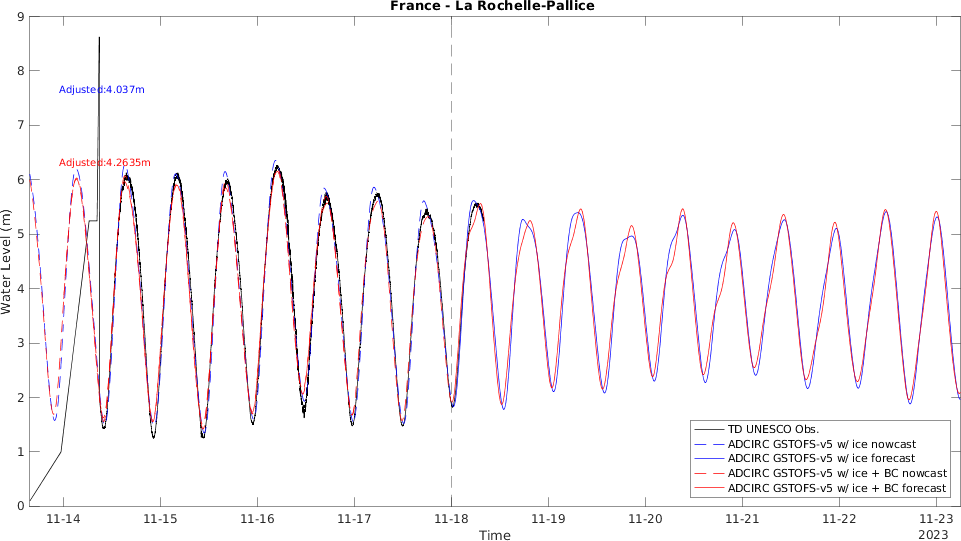 France - La Rochelle-Pallice
9
8
7
6
5
4
3
2
1
0
Water Level (m)
Adjusted:4.037m
Adjusted:4.2635m
TD UNESCO Obs.
ADCIRC GSTOFS-v5 w/ ice nowcast
ADCIRC GSTOFS-v5 w/ ice forecast
ADCIRC GSTOFS-v5 w/ ice + BC nowcast
ADCIRC GSTOFS-v5 w/ ice + BC forecast
11-14 11-15 11-16 11-17 11-18 11-19 11-20 11-21 11-22 11-23
Time
2023